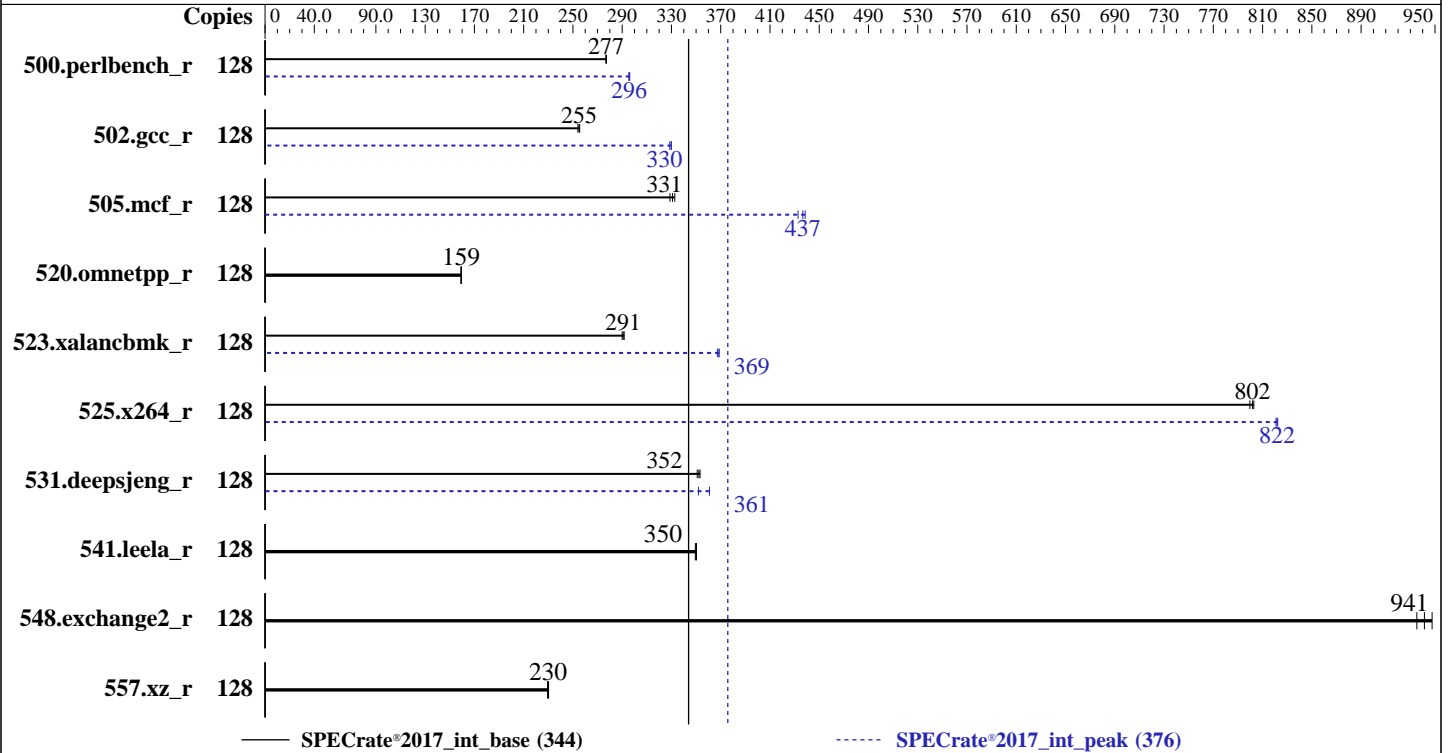 Copies 0 40.0 90.0 130 170 210 250 290 330 370 410 450 490 530 570 610 650 690 730 770 810 850 890 950
277
500.perlbench_r 128
296
255
502.gcc_r 128
330
331
505.mcf_r 128
437
159
520.omnetpp_r 128
291
523.xalancbmk_r 128
369
802
525.x264_r 128
822
352
531.deepsjeng_r 128
361
350
541.leela_r 128
941
548.exchange2_r 128
230
557.xz_r 128
SPECrate®2017_int_base (344) SPECrate®2017_int_peak (376)